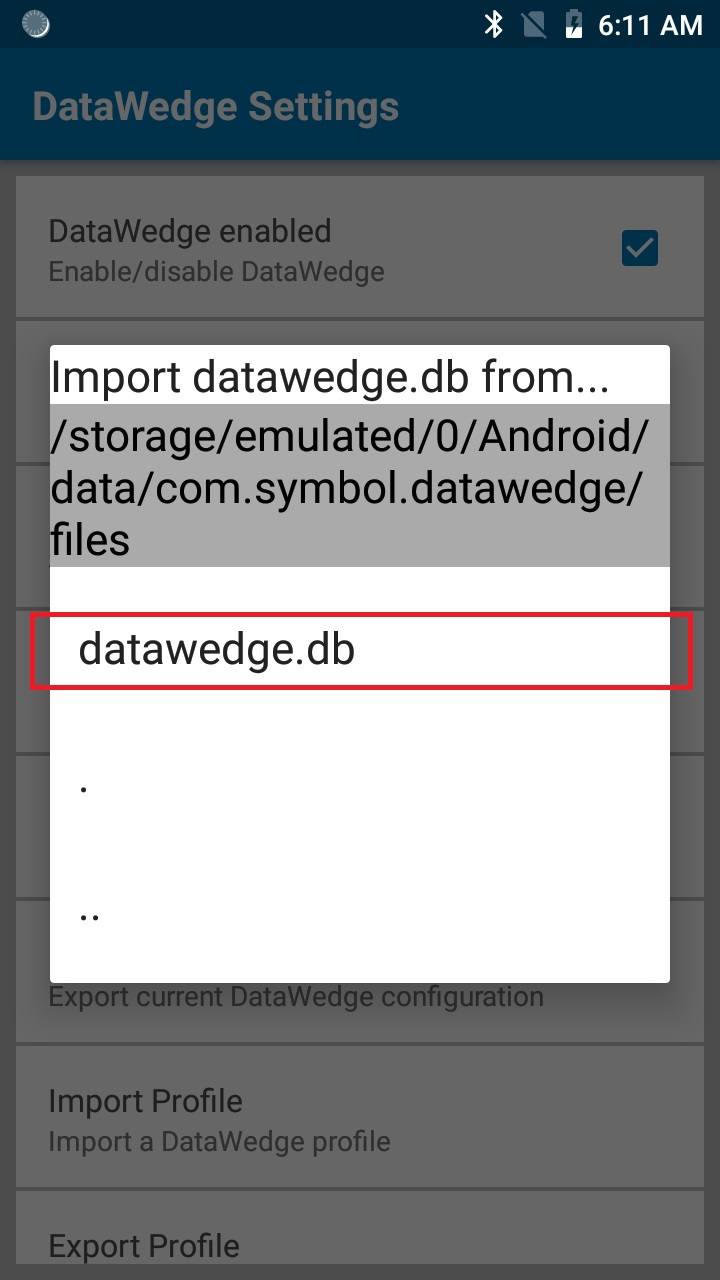 6:11 AM
DataWedge Settings
DataWedge enabled
Enable/disable DataWedge
Import datawedge.db from...
/storage/emulated/0/Android/
data/com.symbol.datawedge/
files
datawedge.db
.
..
Export current DataWedge configuration
Import Profile
Import a DataWedge profile
Export Profile